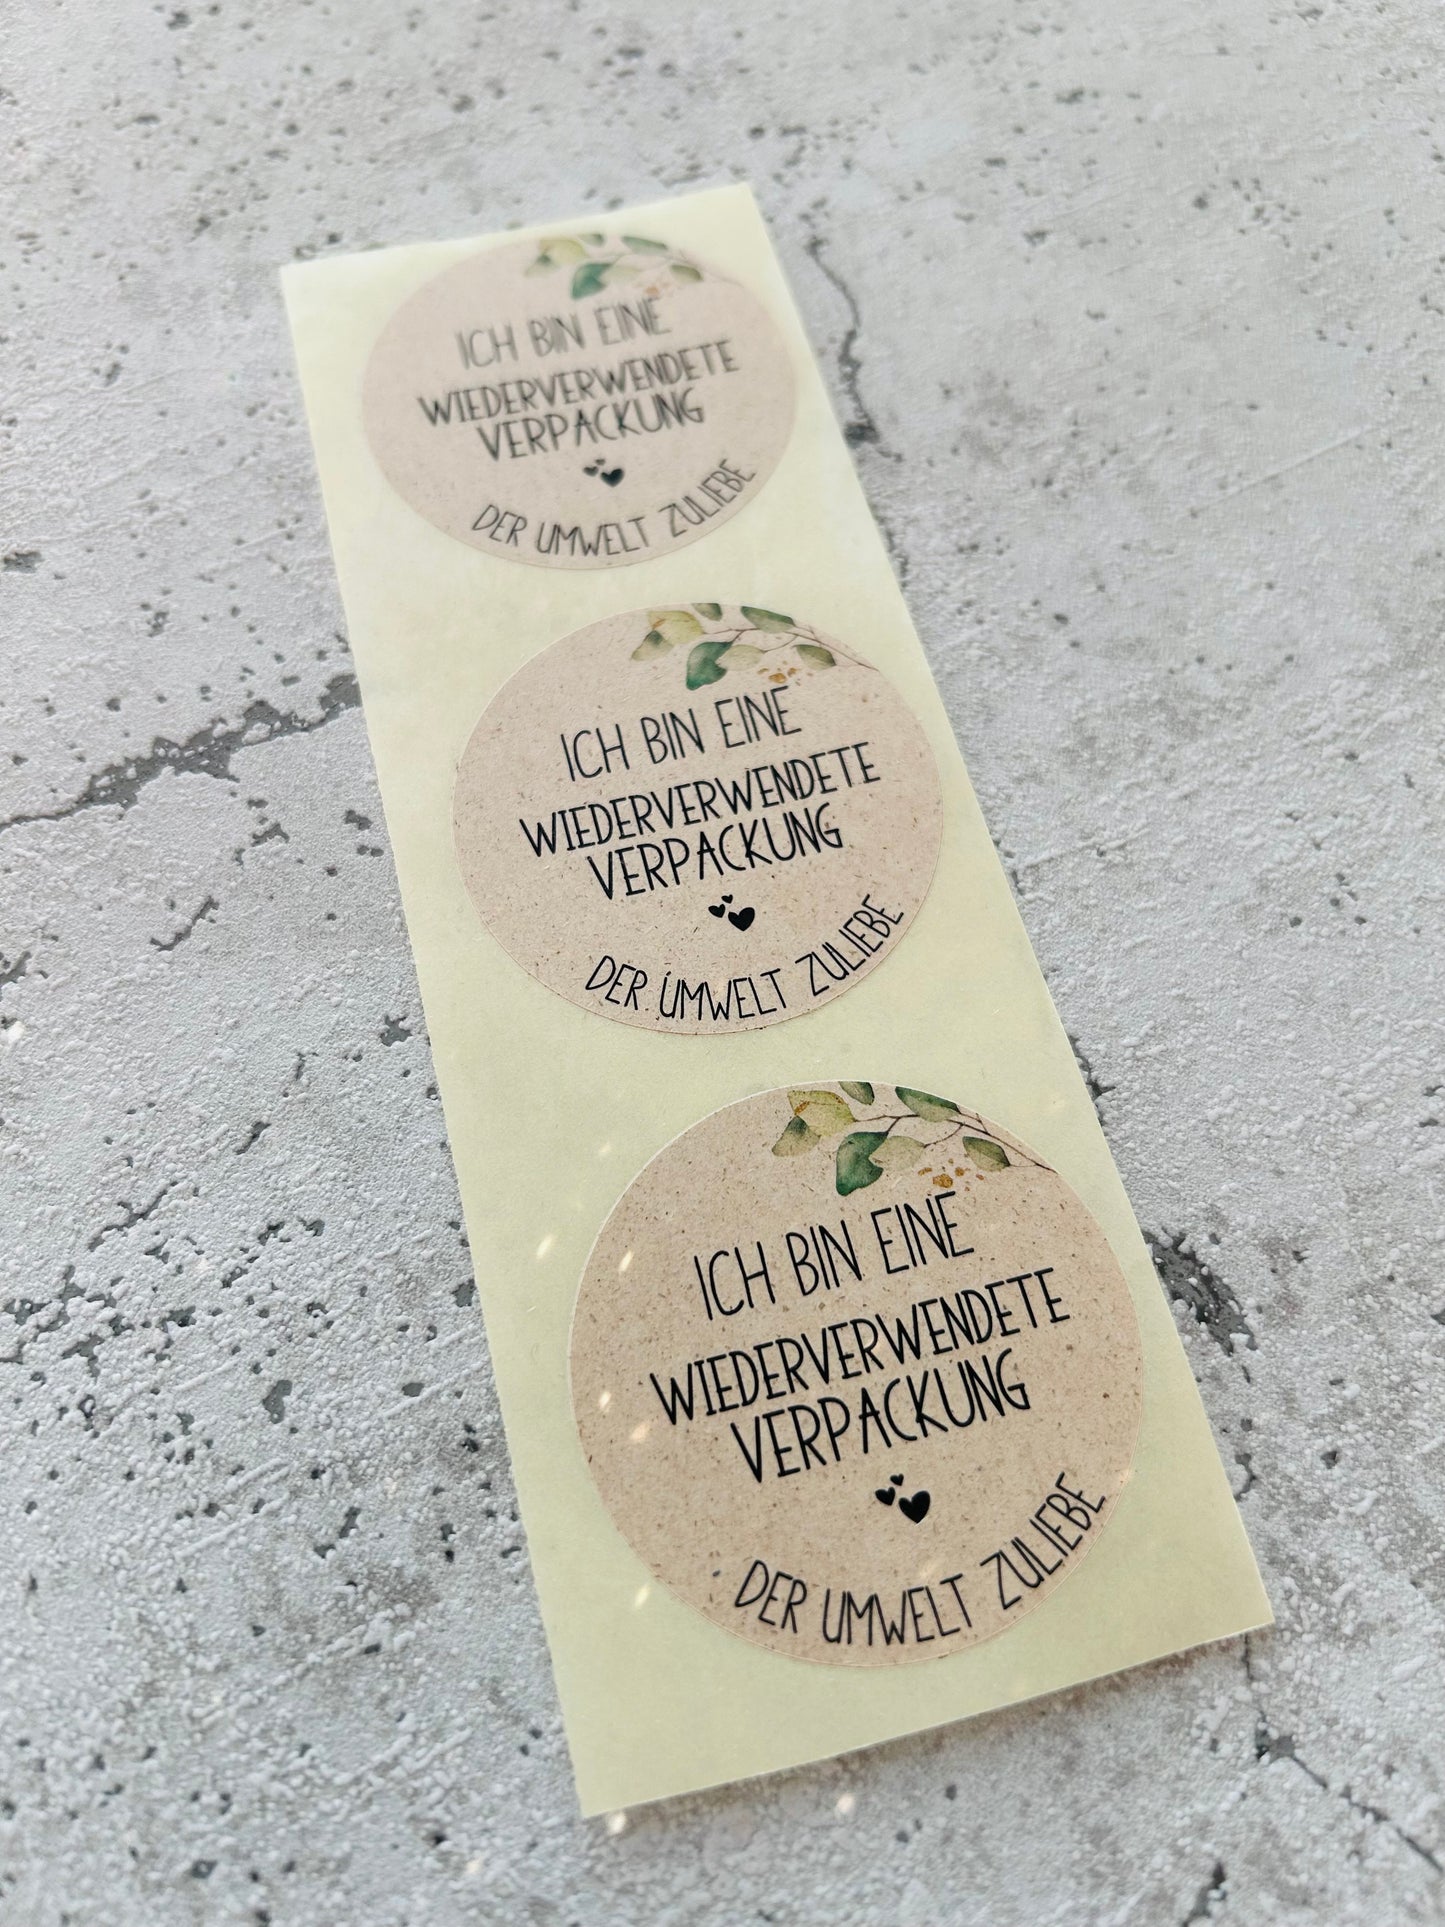 ICH BIN EINE
WIEDERVERWENDETE
VERPACKUNG
DER UMWELT ZULIEBE
ICH BIN EINE
WIEDERVERWENDETE
VERPACKUNG
DER UMWELT ZULIEBE
ICH BIN EINE
WIEDERVERWENDETE
VERPACKUNG
DER UMWELT ZULIEBE